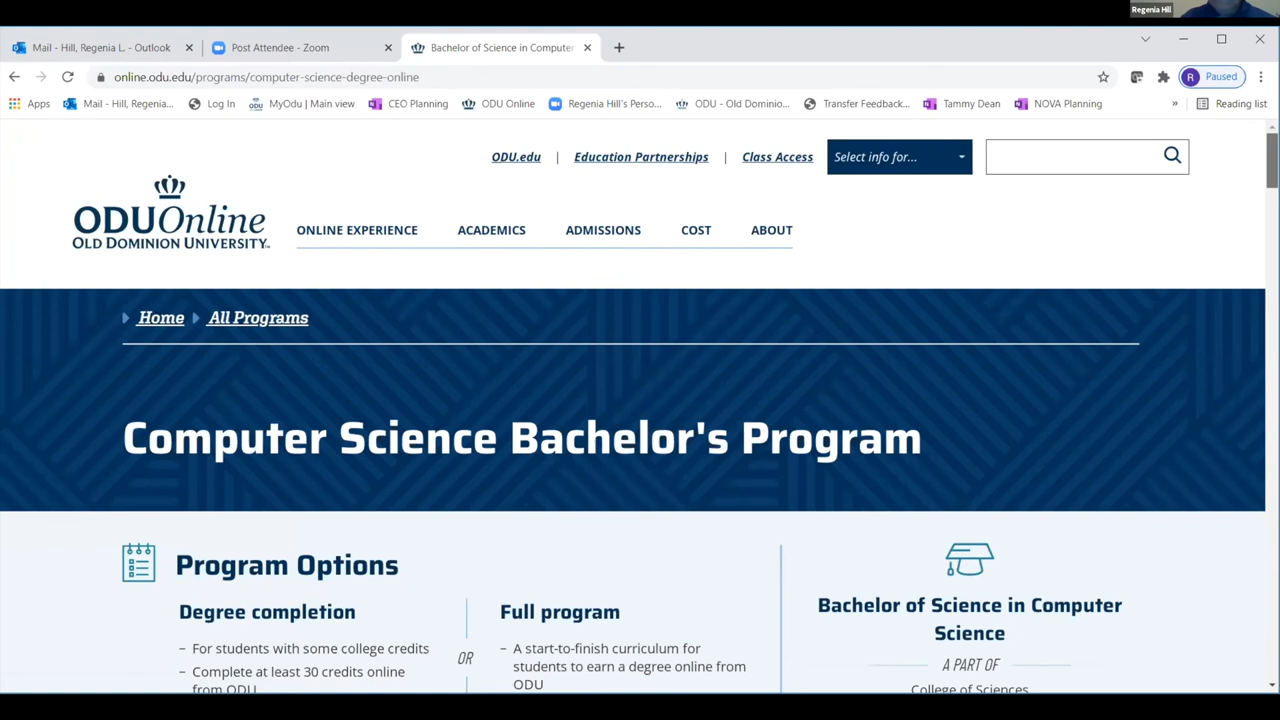 Regenia Hill
Mail - Hill, Regenia L. - Outlook
Post Attendee - Zoom
Bachelor of Science in Computer
online.odu.edu/programs/computer-science-degree-online
R Paused
Apps Mail - Hill, Regenia... Log In MyOdu | Main view CEO Planning ODU Online Regenia Hill's Perso... ODU - Old Dominio... Transfer Feedback... Tammy Dean NOVA Planning » Reading list
ODU.edu | Education Partnerships | Class Access Select info for...
ODUOnline
OLD DOMINION UNIVERSITY™
ONLINE EXPERIENCE ACADEMICS ADMISSIONS COST ABOUT
Home All Programs
Computer Science Bachelor's Program
Program Options
Degree completion
– For students with some college credits
– Complete at least 30 credits online
from ODU
OR
Full program
– A start-to-finish curriculum for
students to earn a degree online from
ODU
Bachelor of Science in Computer
Science
A PART OF
College of Sciences